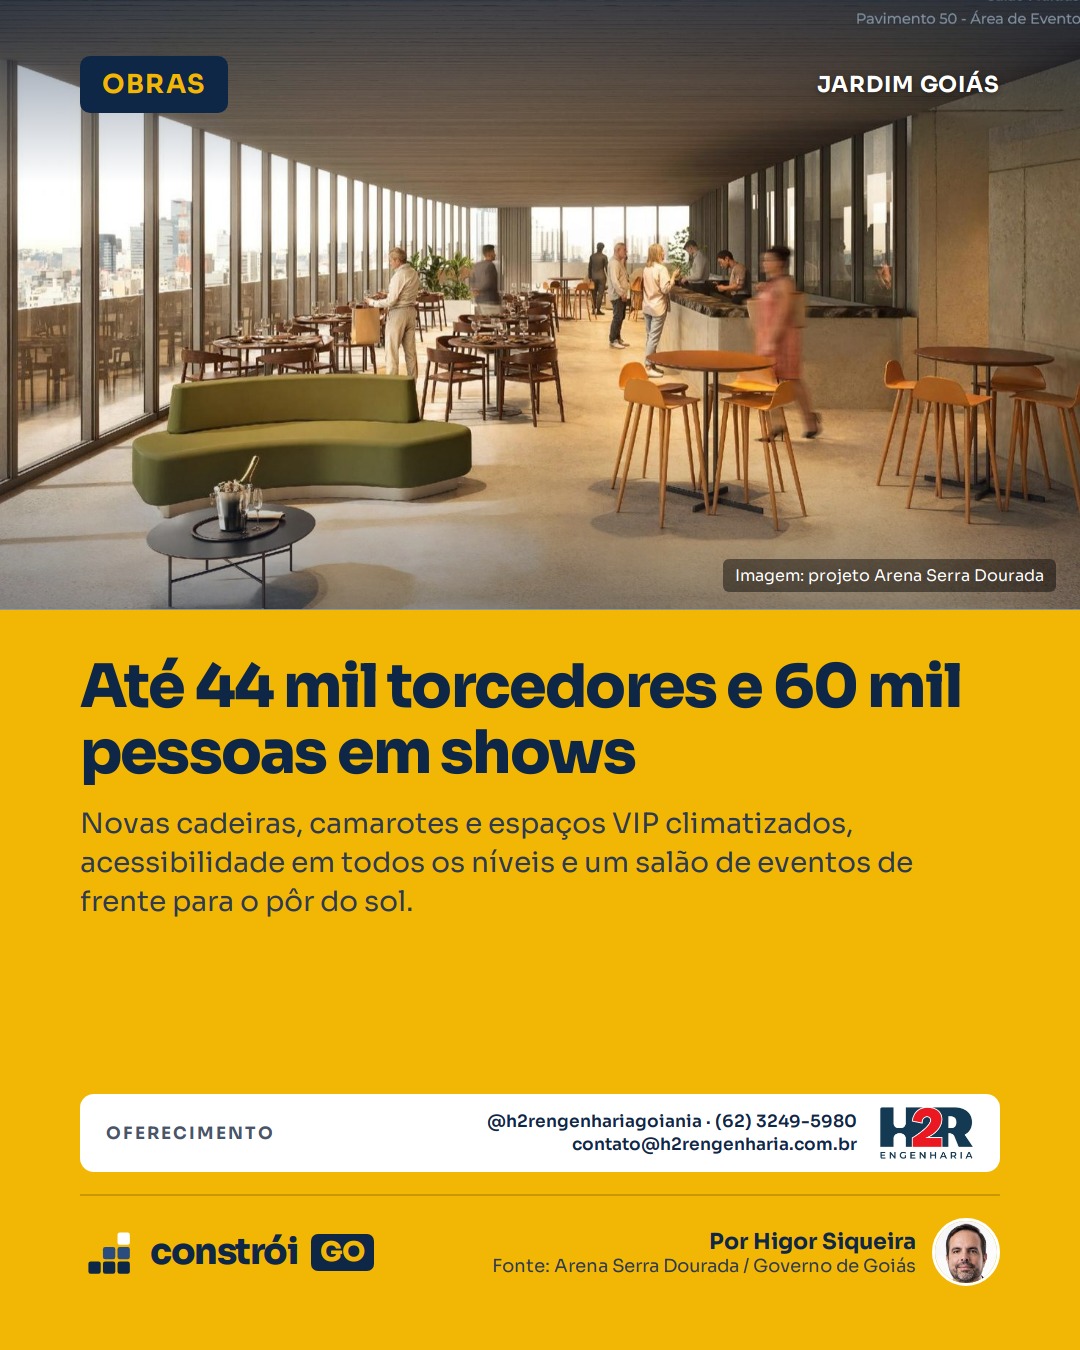 Pavimento 50 - Área de Evento
OBRAS
JARDIM GOIÁS
Imagem: projeto Arena Serra Dourada
Até 44 mil torcedores e 60 mil
pessoas em shows
Novas cadeiras, camarotes e espaços VIP climatizados,
acessibilidade em todos os níveis e um salão de eventos de
frente para o pôr do sol.
OFERECIMENTO
@h2rengenhariagoiania · (62) 3249-5980
contato@h2rengenharia.com.br
H2R
ENGENHARIA
constrói GO
Por Higor Siqueira
Fonte: Arena Serra Dourada / Governo de Goiás